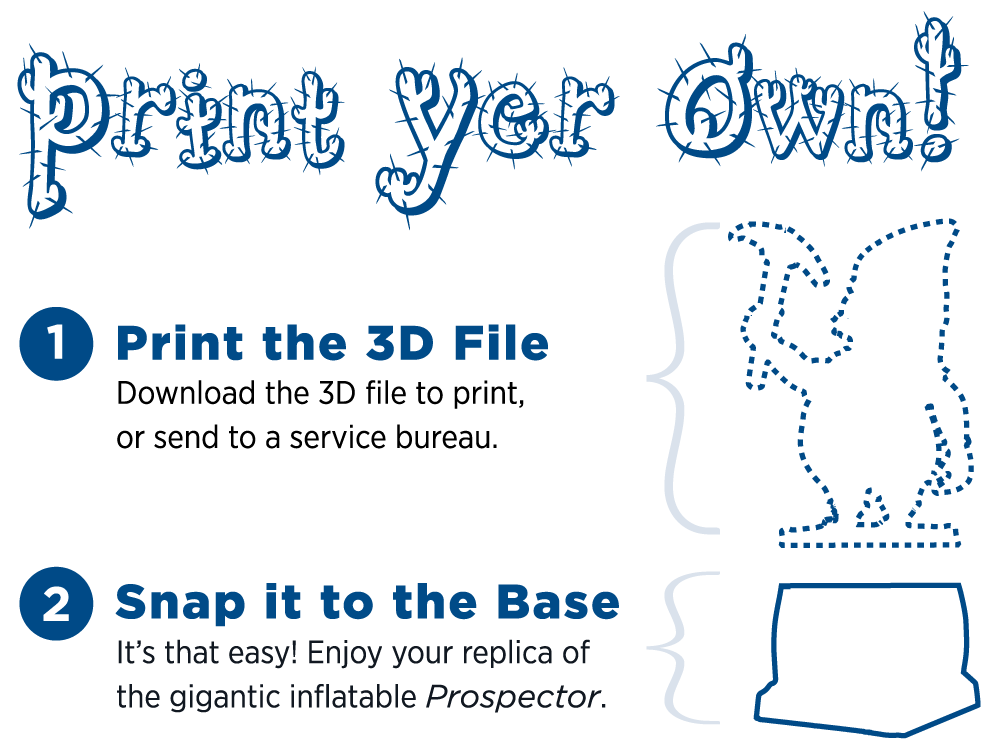 Print yer Own!
1 Print the 3D File
Download the 3D file to print,
or send to a service bureau.
2 Snap it to the Base
It’s that easy! Enjoy your replica of
the gigantic inflatable Prospector.